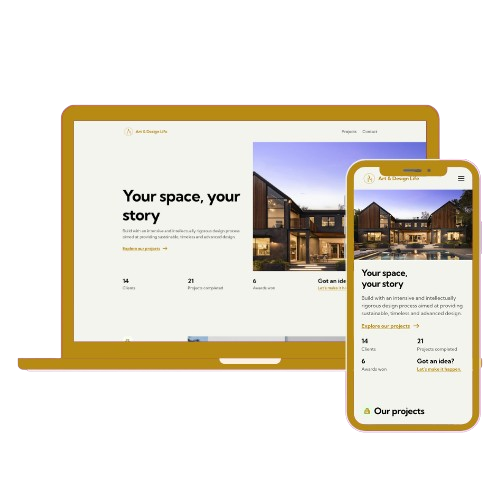 Art & Design Life
Projects Contact
Your space, your
story
Build with an intensive and intellectually rigorous design process
aimed at providing sustainable, timeless and advanced design.
Explore our projects →
14
Clients
21
Projects completed
6
Awards won
Got an idea?
Let's make it
Art & Design Life
Your space,
your story
Build with an intensive and intellectually
rigorous design process aimed at providing
sustainable, timeless and advanced design.
Explore our projects →
14
Clients
21
Projects completed
6
Awards won
Got an idea?
Let's make it happen.
Our projects